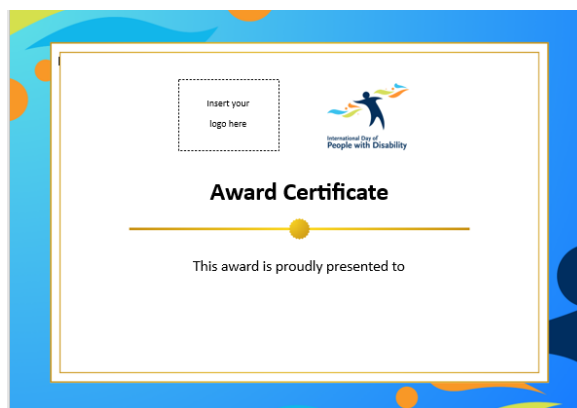 Insert your
logo here
International Day of
People with Disability
Award Certificate
This award is proudly presented to